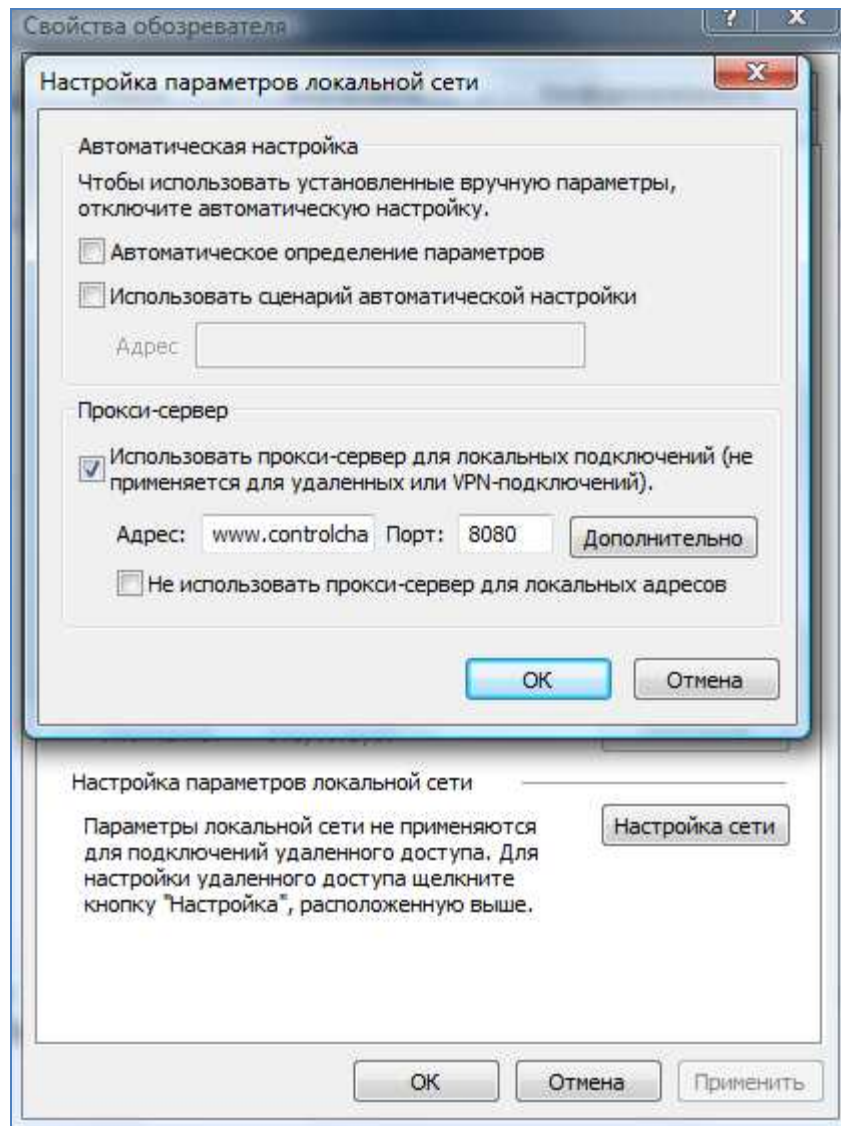 Свойства обозревателя
Настройка параметров локальной сети
Автоматическая настройка
Чтобы использовать установленные вручную параметры,
отключите автоматическую настройку.
Автоматическое определение параметров
Использовать сценарий автоматической настройки
Адрес
Прокси-сервер
Использовать прокси-сервер для локальных подключений (не
применяется для удаленных или VPN-подключений).
Адрес: www.controlcha Порт: 8080 Дополнительно
Не использовать прокси-сервер для локальных адресов
ОК Отмена
Настройка параметров локальной сети
Параметры локальной сети не применяются
для подключений удаленного доступа. Для
настройки удаленного доступа щелкните
кнопку "Настройка", расположенную выше.
Настройка сети
ОК Отмена Применить